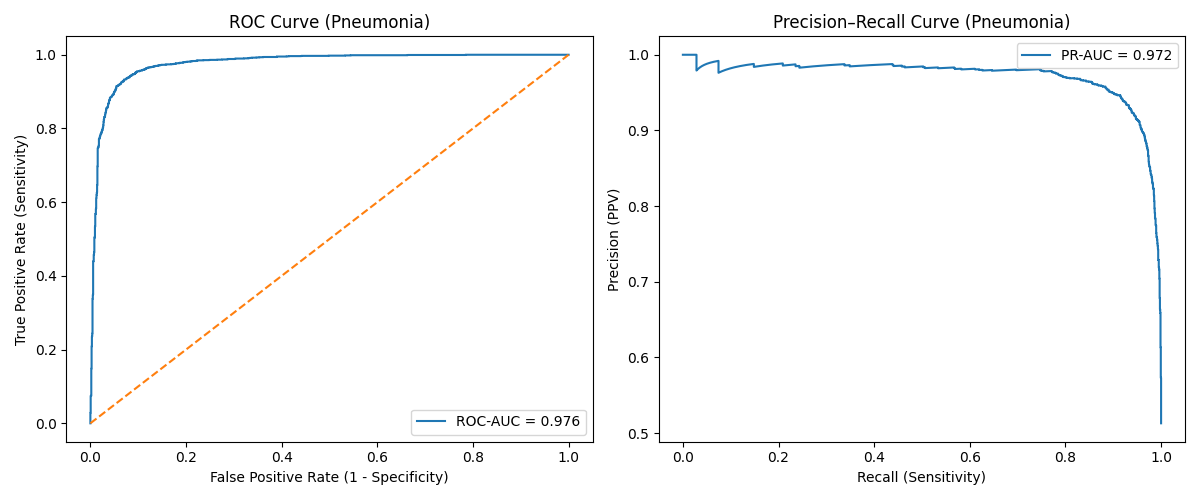 ROC Curve (Pneumonia)
True Positive Rate (Sensitivity)
1.0
0.8
0.6
0.4
0.2
0.0
ROC-AUC = 0.976
0.0 0.2 0.4 0.6 0.8 1.0
False Positive Rate (1 - Specificity)
Precision–Recall Curve (Pneumonia)
PR-AUC = 0.972
Precision (PPV)
1.0
0.9
0.8
0.7
0.6
0.5
0.0 0.2 0.4 0.6 0.8 1.0
Recall (Sensitivity)